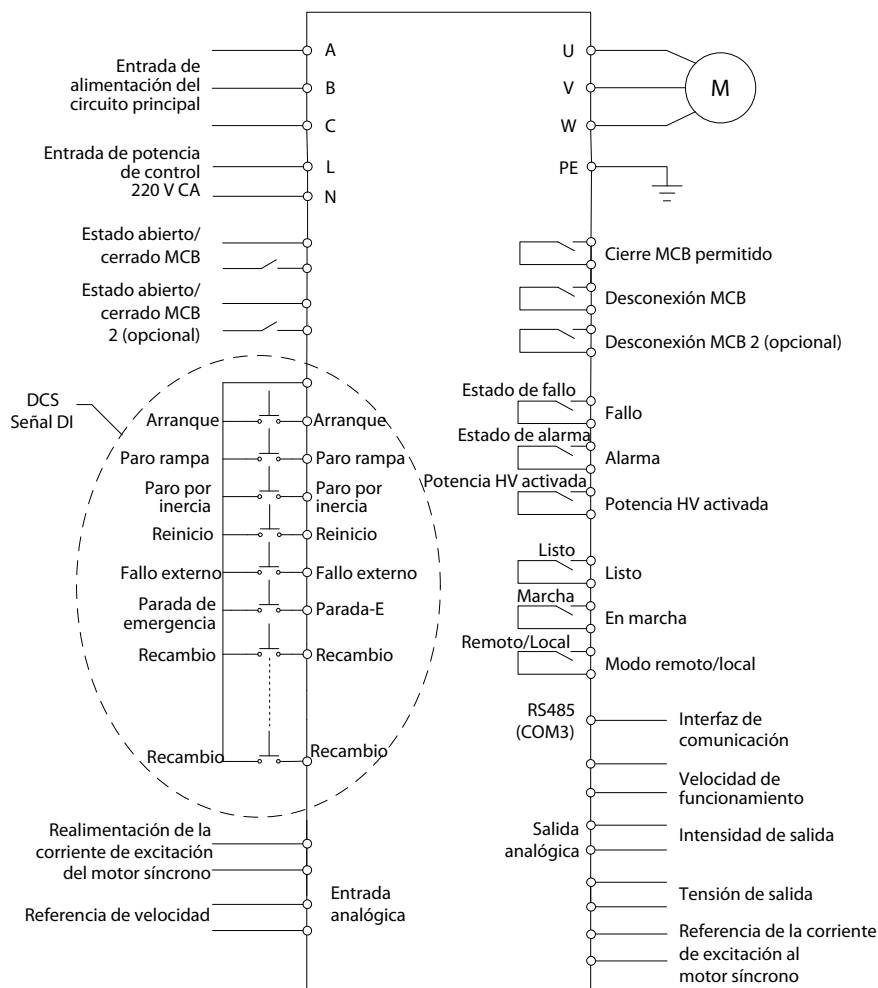 A
Entrada de
alimentación del
circuito principal
B
C
Entrada de potencia
de control
220 V CA
L
N
Estado abierto/
cerrado MCB
Estado abierto/
cerrado MCB
2 (opcional)
DCS
Señal DI
Arranque
Arranque
Paro rampa
Paro rampa
Paro por
inercia
Paro por
inercia
Reinicio
Reinicio
Fallo externo
Fallo externo
Parada de
emergencia
Parada-E
Recambio
Recambio
Recambio
Recambio
Realimentación de la
corriente de excitación
del motor síncrono
Referencia de velocidad
Entrada
analógica
U
V
W
M
PE
Cierre MCB permitido
Desconexión MCB
Desconexión MCB 2 (opcional)
Estado de fallo
Fallo
Estado de alarma
Alarma
Potencia HV activada
Potencia HV activada
Listo
Listo
Marcha
En marcha
Remoto/Local
Modo remoto/local
RS485
(COM3)
Interfaz de
comunicación
Velocidad de
funcionamiento
Salida
analógica
Intensidad de salida
Tensión de salida
Referencia de la corriente
de excitación al
motor síncrono